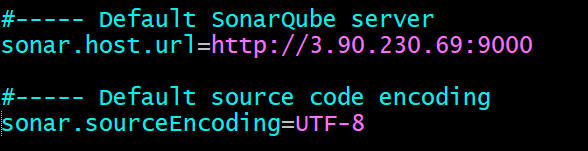 #----- Default SonarQube server
sonar.host.url=http://3.90.230.69:9000
#----- Default source code encoding
sonar.sourceEncoding=UTF-8